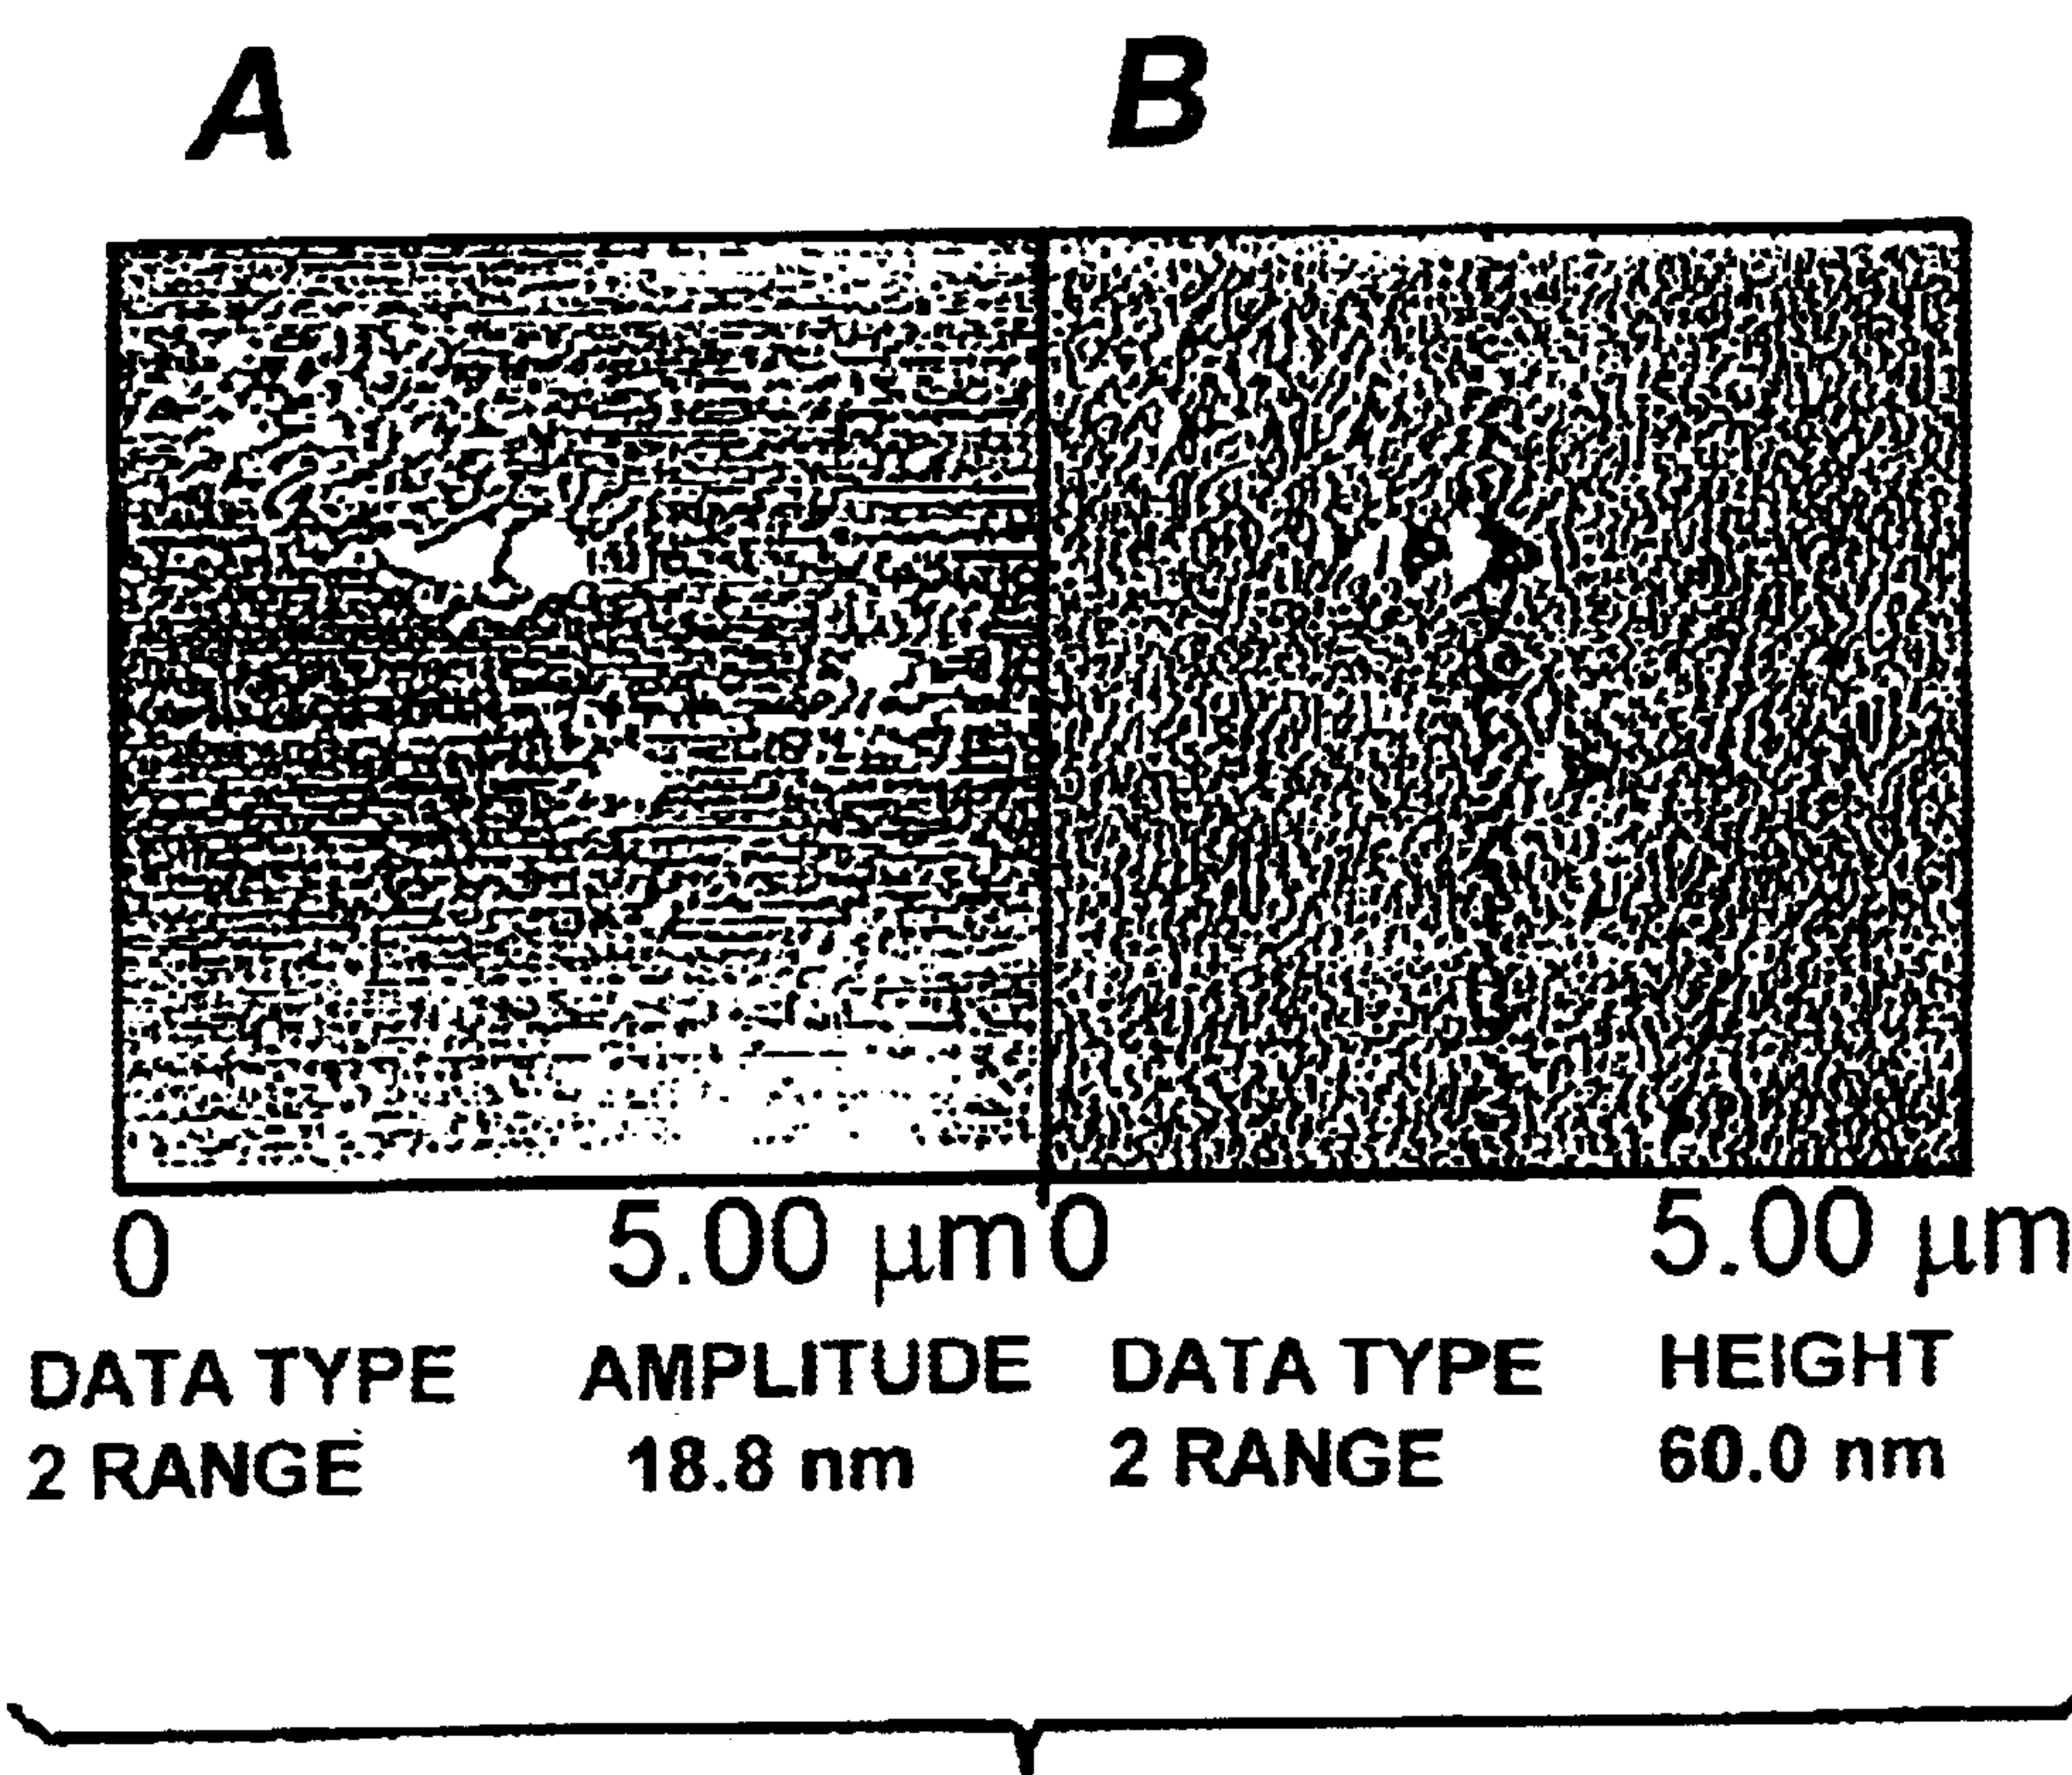 A B
0 5.00 µm 0 5.00 µm
DATA TYPE AMPLITUDE DATA TYPE HEIGHT
2 RANGE 18.8 nm 2 RANGE 60.0 nm